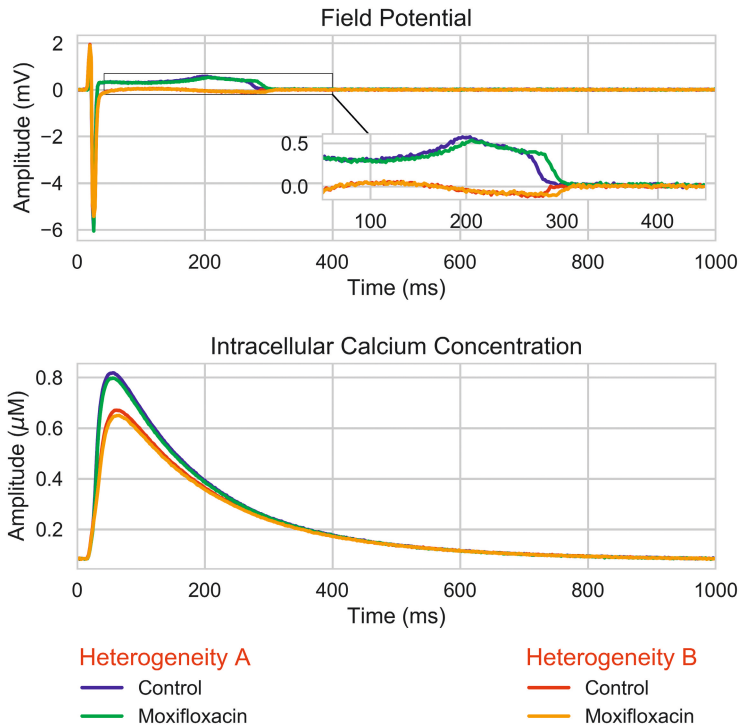 Field Potential
Amplitude (mV)
2
0
−2
−4
−6
0.5
0.0
100 200 300 400
0 200 400 600 800 1000
Time (ms)
Intracellular Calcium Concentration
Amplitude (μM)
0.8
0.6
0.4
0.2
0 200 400 600 800 1000
Time (ms)
Heterogeneity A Heterogeneity B
Control Control
Moxifloxacin Moxifloxacin